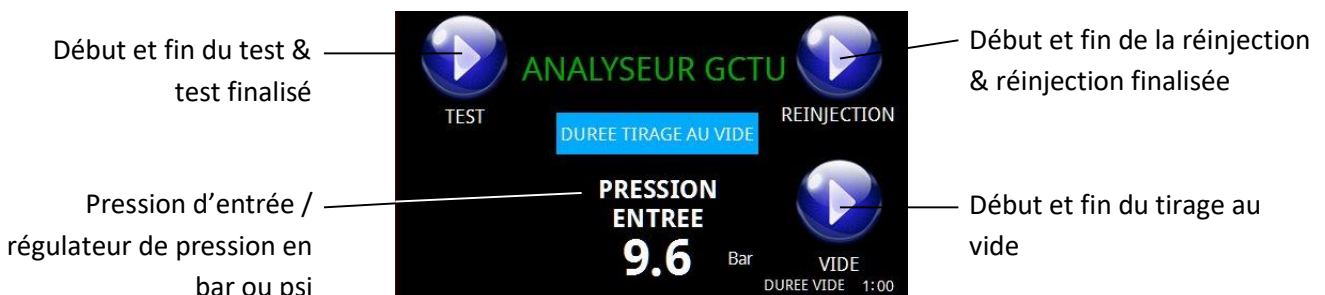 Début et fin du test &
test finalisé
Pression d’entrée /
régulateur de pression en
bar ou psi
ANALYSEUR GCTU
TEST
REINJECTION
DUREE TIRAGE AU VIDE
PRESSION
ENTREE
9.6 Bar
VIDE
DUREE VIDE 1:00
Début et fin de la réinjection
& réinjection finalisée
Début et fin du tirage au
vide